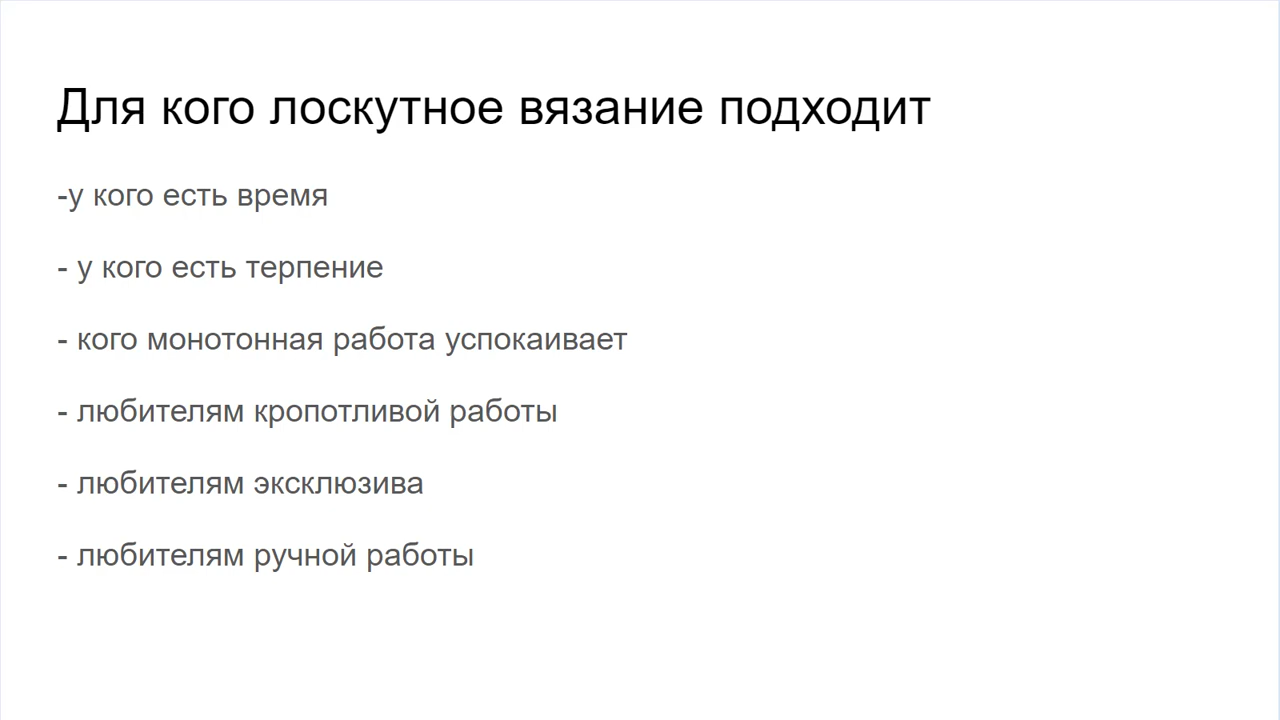 Для кого лоскутное вязание подходит
-у кого есть время
- у кого есть терпение
- кого монотонная работа успокаивает
- любителям кропотливой работы
- любителям эксклюзива
- любителям ручной работы